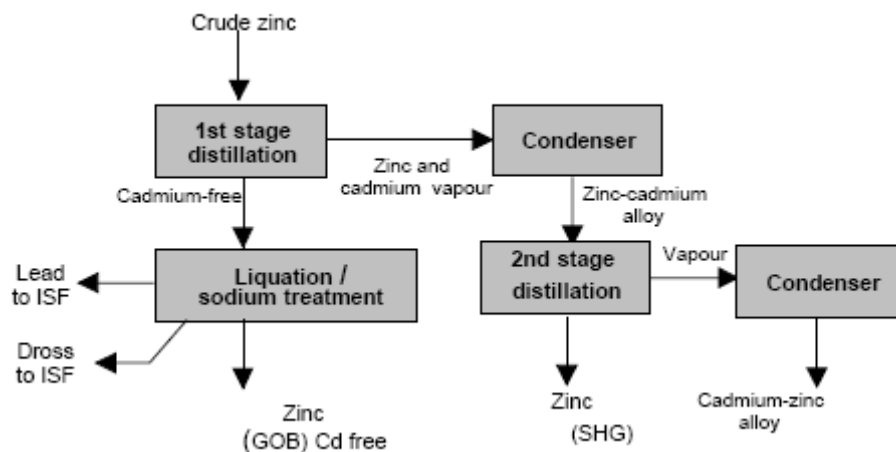 Crude zinc
1st stage
distillation
Zinc and
cadmium vapour
Condenser
Cadmium-free
Zinc-cadmium
alloy
Lead
to ISF
Liquation /
sodium treatment
2nd stage
distillation
Vapour
Condenser
Dross
to ISF
Zinc
(GOB) Cd free
Zinc
(SHG)
Cadmium-zinc
alloy